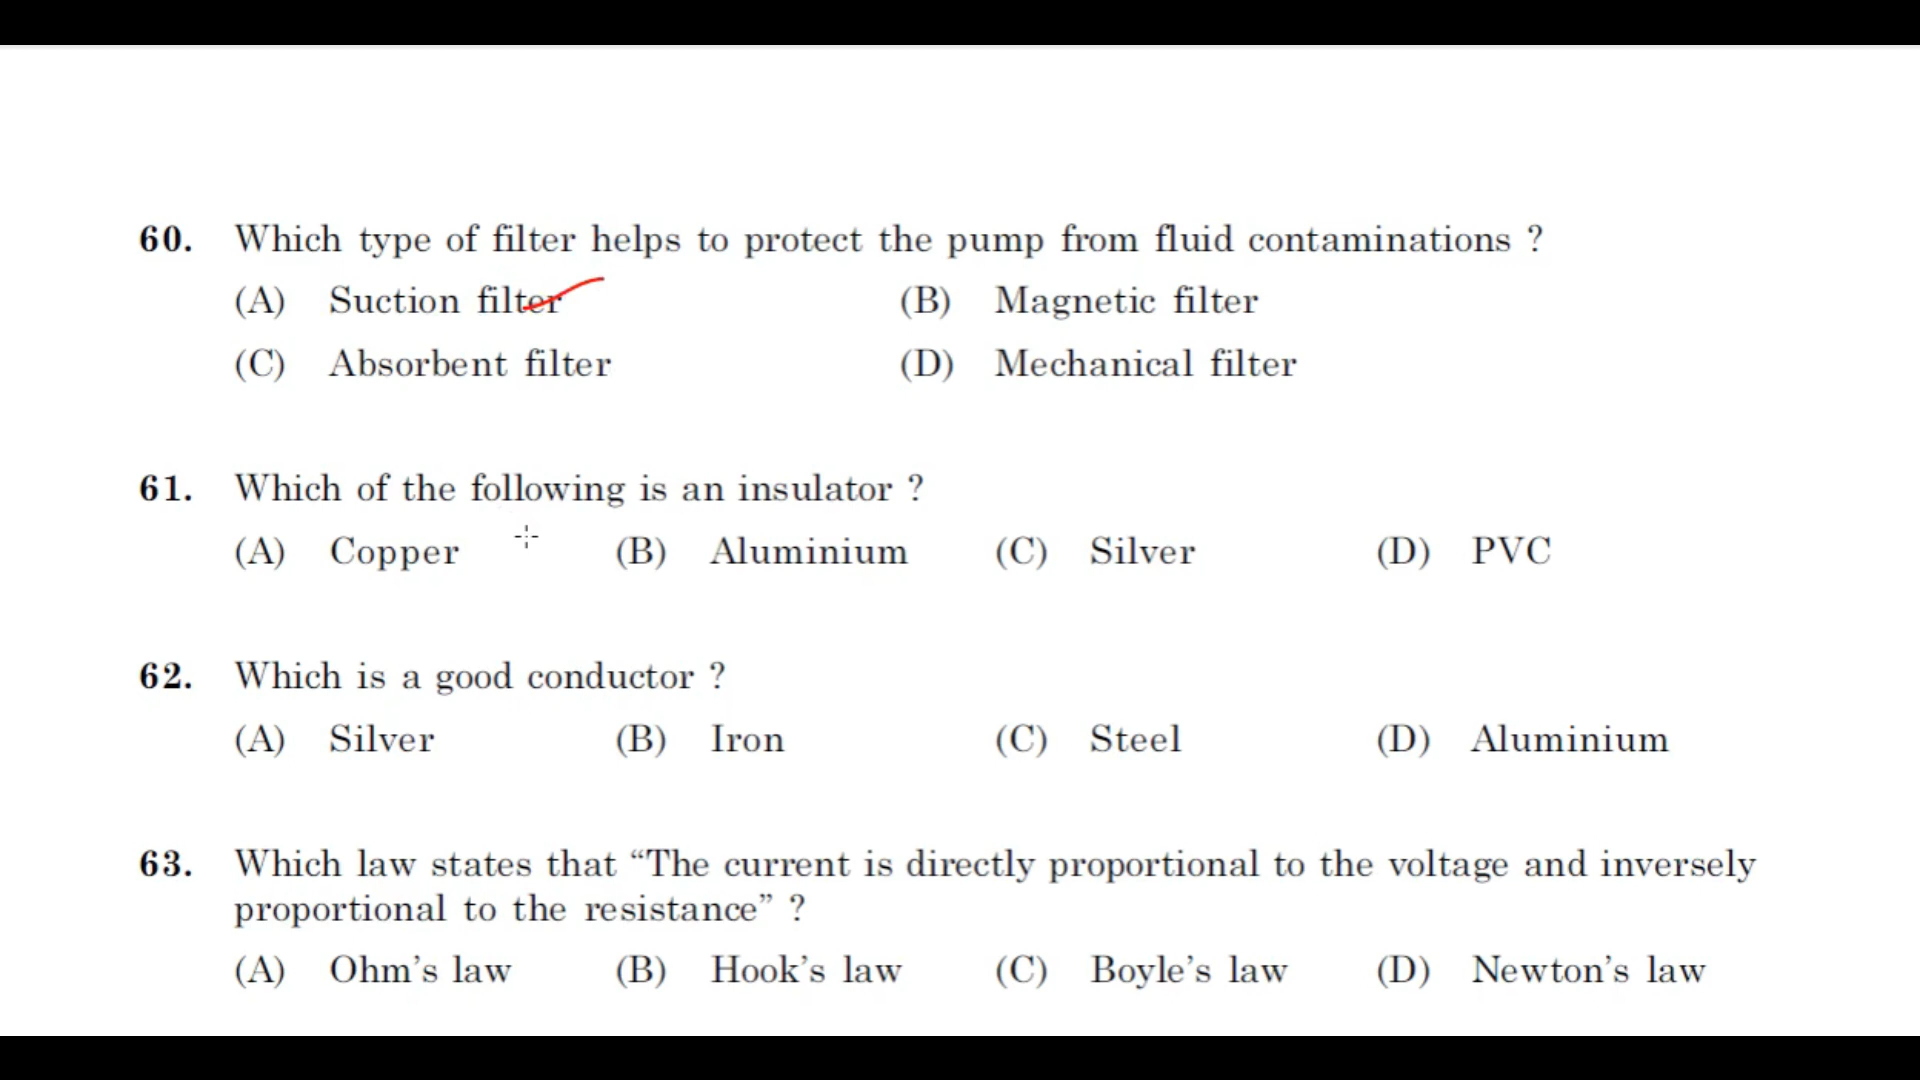 60. Which type of filter helps to protect the pump from fluid contaminations ?
(A) Suction filter (B) Magnetic filter
(C) Absorbent filter (D) Mechanical filter
61. Which of the following is an insulator ?
(A) Copper (B) Aluminium (C) Silver (D) PVC
62. Which is a good conductor ?
(A) Silver (B) Iron (C) Steel (D) Aluminium
63. Which law states that “The current is directly proportional to the voltage and inversely
proportional to the resistance” ?
(A) Ohm’s law (B) Hook’s law (C) Boyle’s law (D) Newton’s law